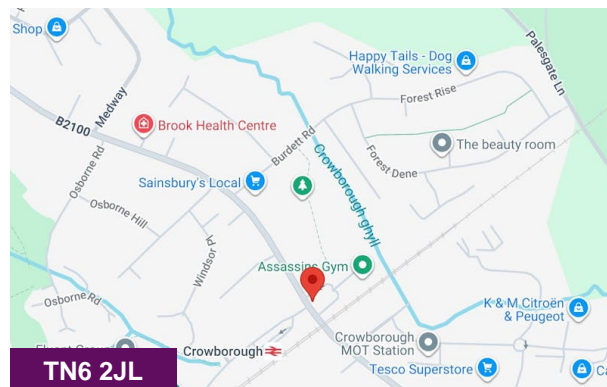 Shop
Medway
B2100
Happy Tails - Dog
Walking Services
Palesgate Ln
Forest Rise
Brook Health Centre
Burdett Rd
Crowborough ghyll
The beauty room
Forest Dene
Osborne Rd
Sainsbury's Local
Osborne Hill
Windsor Pl
Assassins Gym
Osborne Rd
K & M Citroën
& Peugeot
Crowborough
Crowborough
MOT Station
Tesco Superstore
TN6 2JL